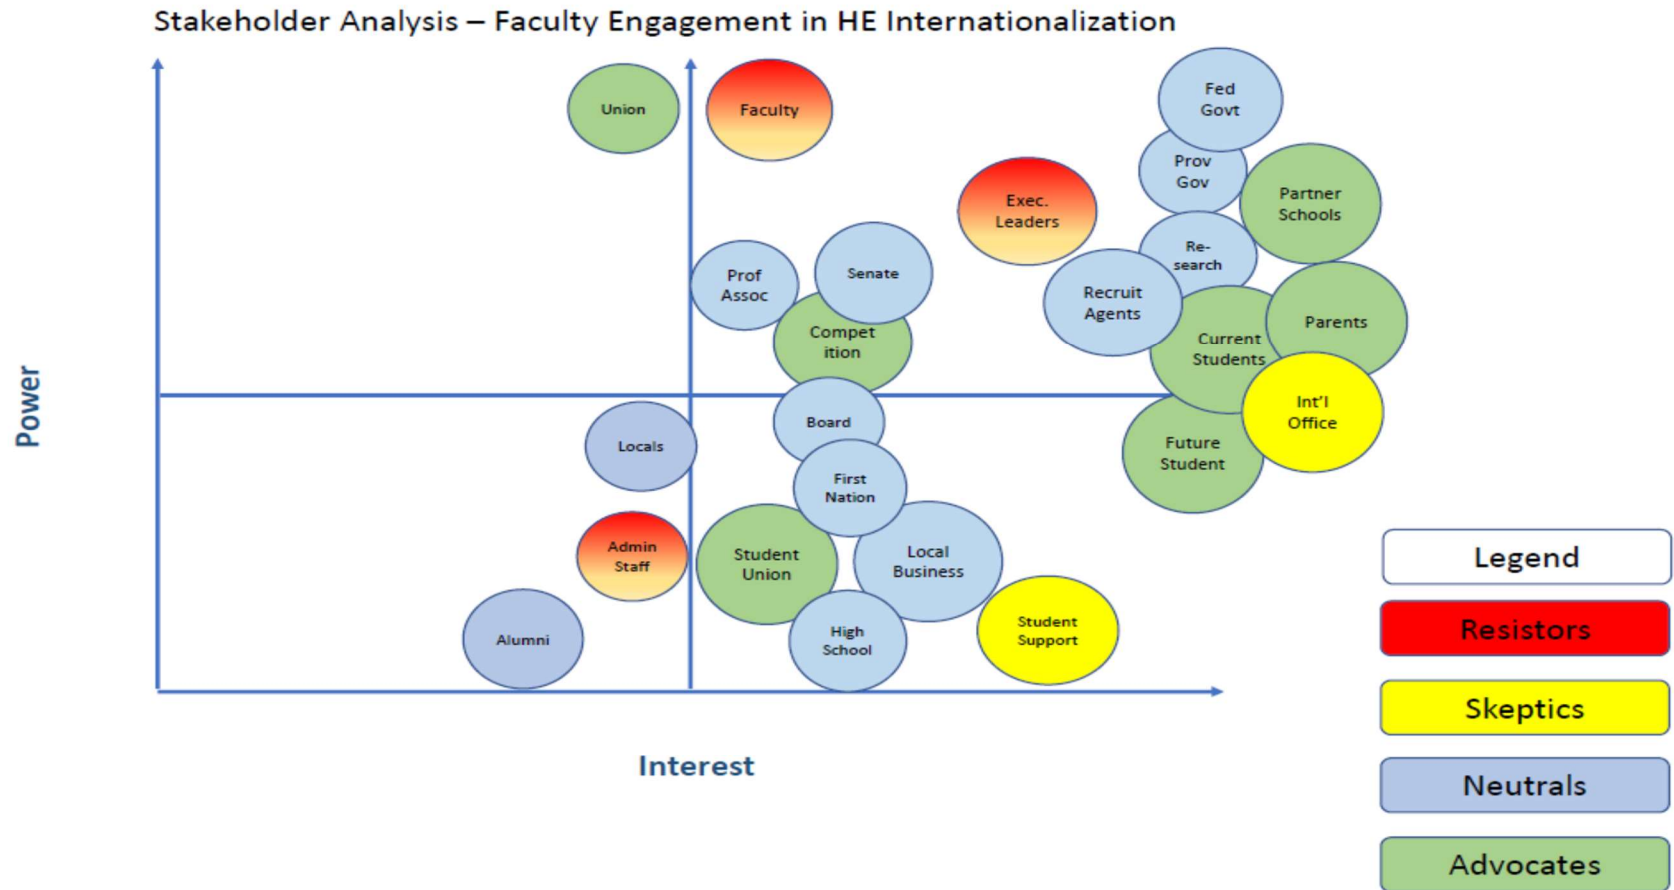 Stakeholder Analysis – Faculty Engagement in HE Internationalization
Union
Faculty
Fed
Govt
Prov
Gov
Partner
Schools
Exec.
Leaders
Re-
search
Prof
Assoc
Senate
Recruit
Agents
Compet
ition
Current
Students
Parents
Power
Board
Int'l
Office
Locals
Future
Student
First
Nation
Admin
Staff
Student
Union
Local
Business
Alumni
High
School
Student
Support
Interest
Legend
Resistors
Skeptics
Neutrals
Advocates